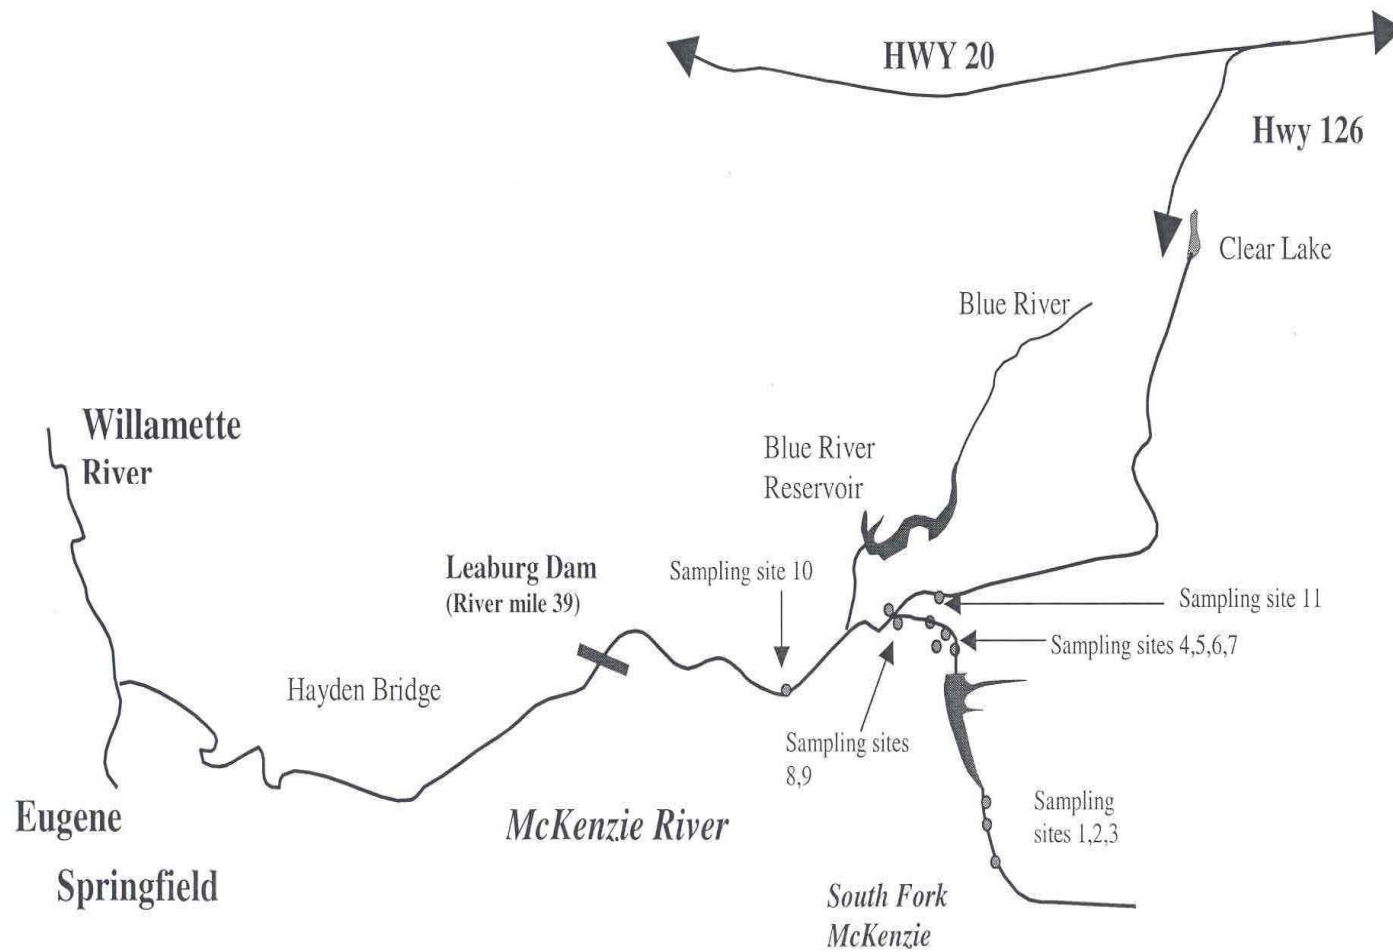 HWY 20
Hwy 126
Clear Lake
Blue River
Willamette
River
Blue River
Reservoir
Leaburg Dam
(River mile 39)
Sampling site 10
Sampling site 11
Sampling sites 4,5,6,7
Hayden Bridge
Sampling sites
8,9
Sampling
sites 1,2,3
Eugene
McKenzie River
Springfield
South Fork
McKenzie